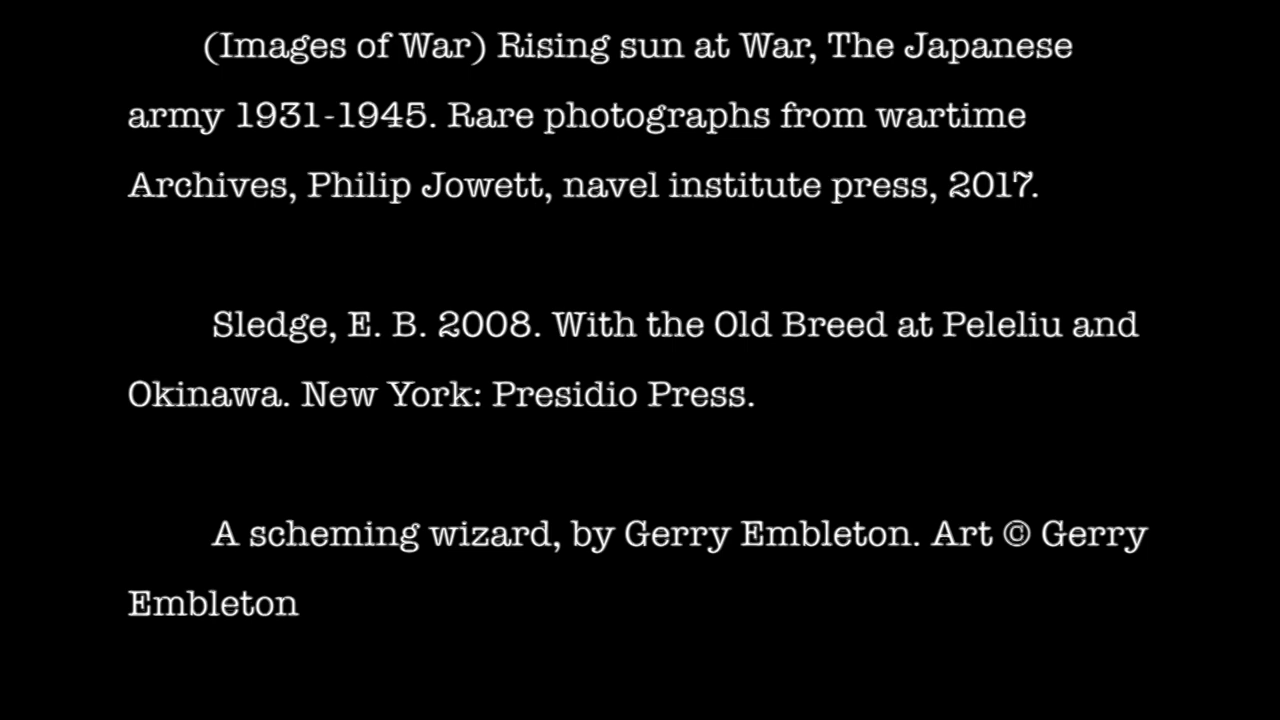 (Images of War) Rising sun at War, The Japanese
army 1931-1945. Rare photographs from wartime
Archives, Philip Jowett, navel institute press, 2017.
Sledge, E. B. 2008. With the Old Breed at Peleliu and
Okinawa. New York: Presidio Press.
A scheming wizard, by Gerry Embleton. Art © Gerry
Embleton